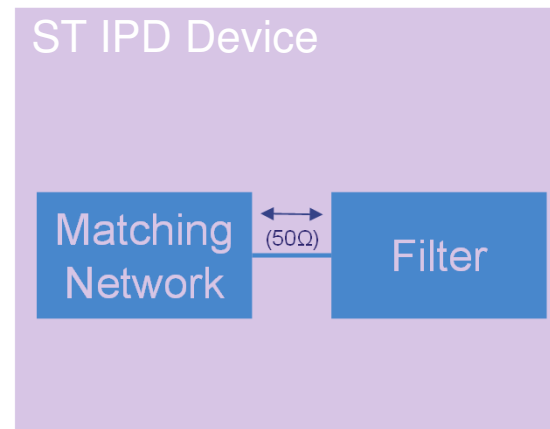 ST IPD Device
Matching
Network
(50Ω)
Filter